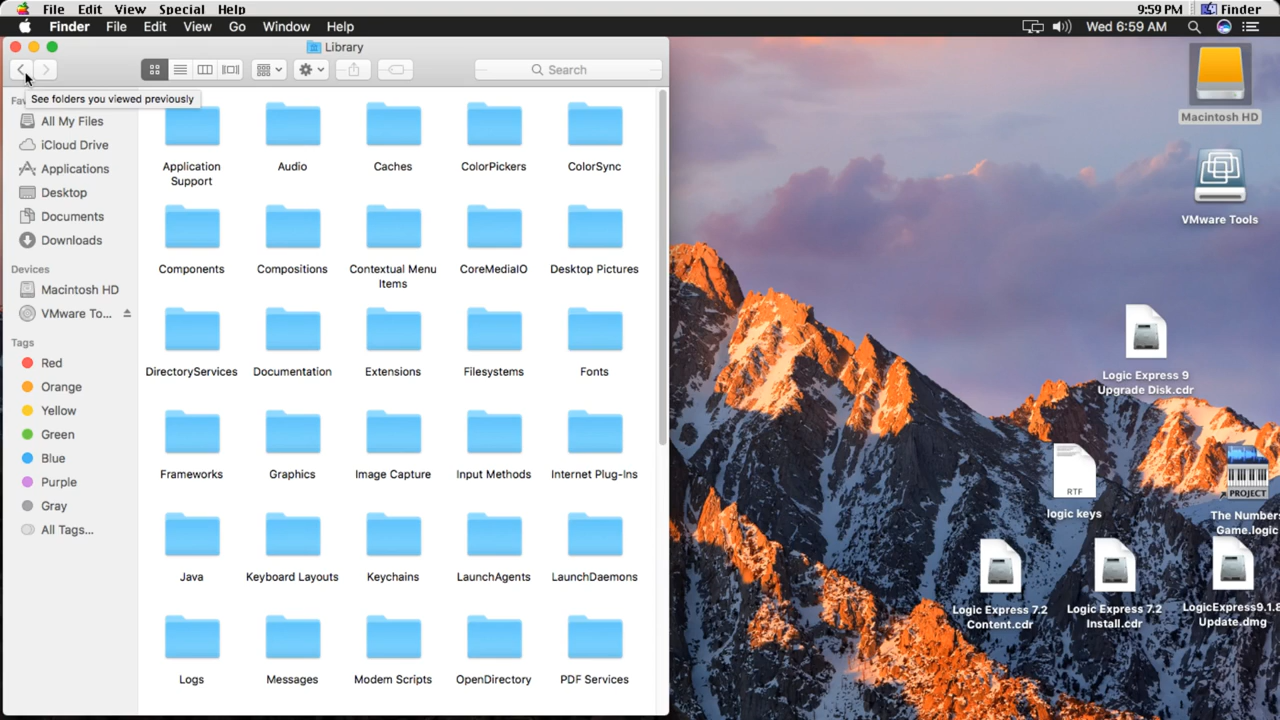 File Edit View Special Help 9:59 PM Finder
Finder File Edit View Go Window Help Wed 6:59 AM
Library
Search
See folders you viewed previously
All My Files
iCloud Drive
Applications
Desktop
Documents
Downloads
Devices
Macintosh HD
VMware To...
Tags
Red
Orange
Yellow
Green
Blue
Purple
Gray
All Tags...
Application
Support
Audio
Caches
ColorPickers
ColorSync
Components
Compositions
Contextual Menu
Items
CoreMediaIO
Desktop Pictures
DirectoryServices
Documentation
Extensions
Filesystems
Fonts
Frameworks
Graphics
Image Capture
Input Methods
Internet Plug-Ins
Java
Keyboard Layouts
Keychains
LaunchAgents
LaunchDaemons
Logs
Messages
Modem Scripts
OpenDirectory
PDF Services
Macintosh HD
VMware Tools
Logic Express 9
Upgrade Disk.cdr
RTF
logic keys
PROJECT
The Numbers
Game.logic
Logic Express 7.2
Content.cdr
Logic Express 7.2
Install.cdr
LogicExpress9.1.8
Update.dmg